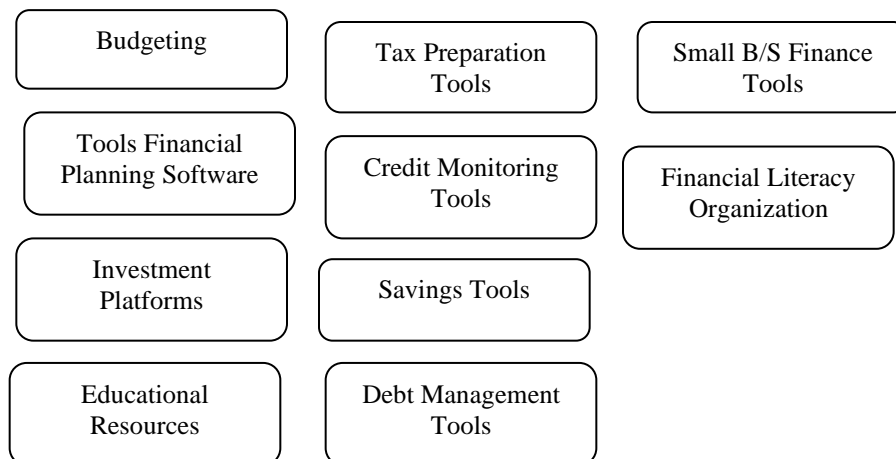 Budgeting
Tools Financial
Planning Software
Investment
Platforms
Educational
Resources
Tax Preparation
Tools
Credit Monitoring
Tools
Savings Tools
Debt Management
Tools
Small B/S Finance
Tools
Financial Literacy
Organization